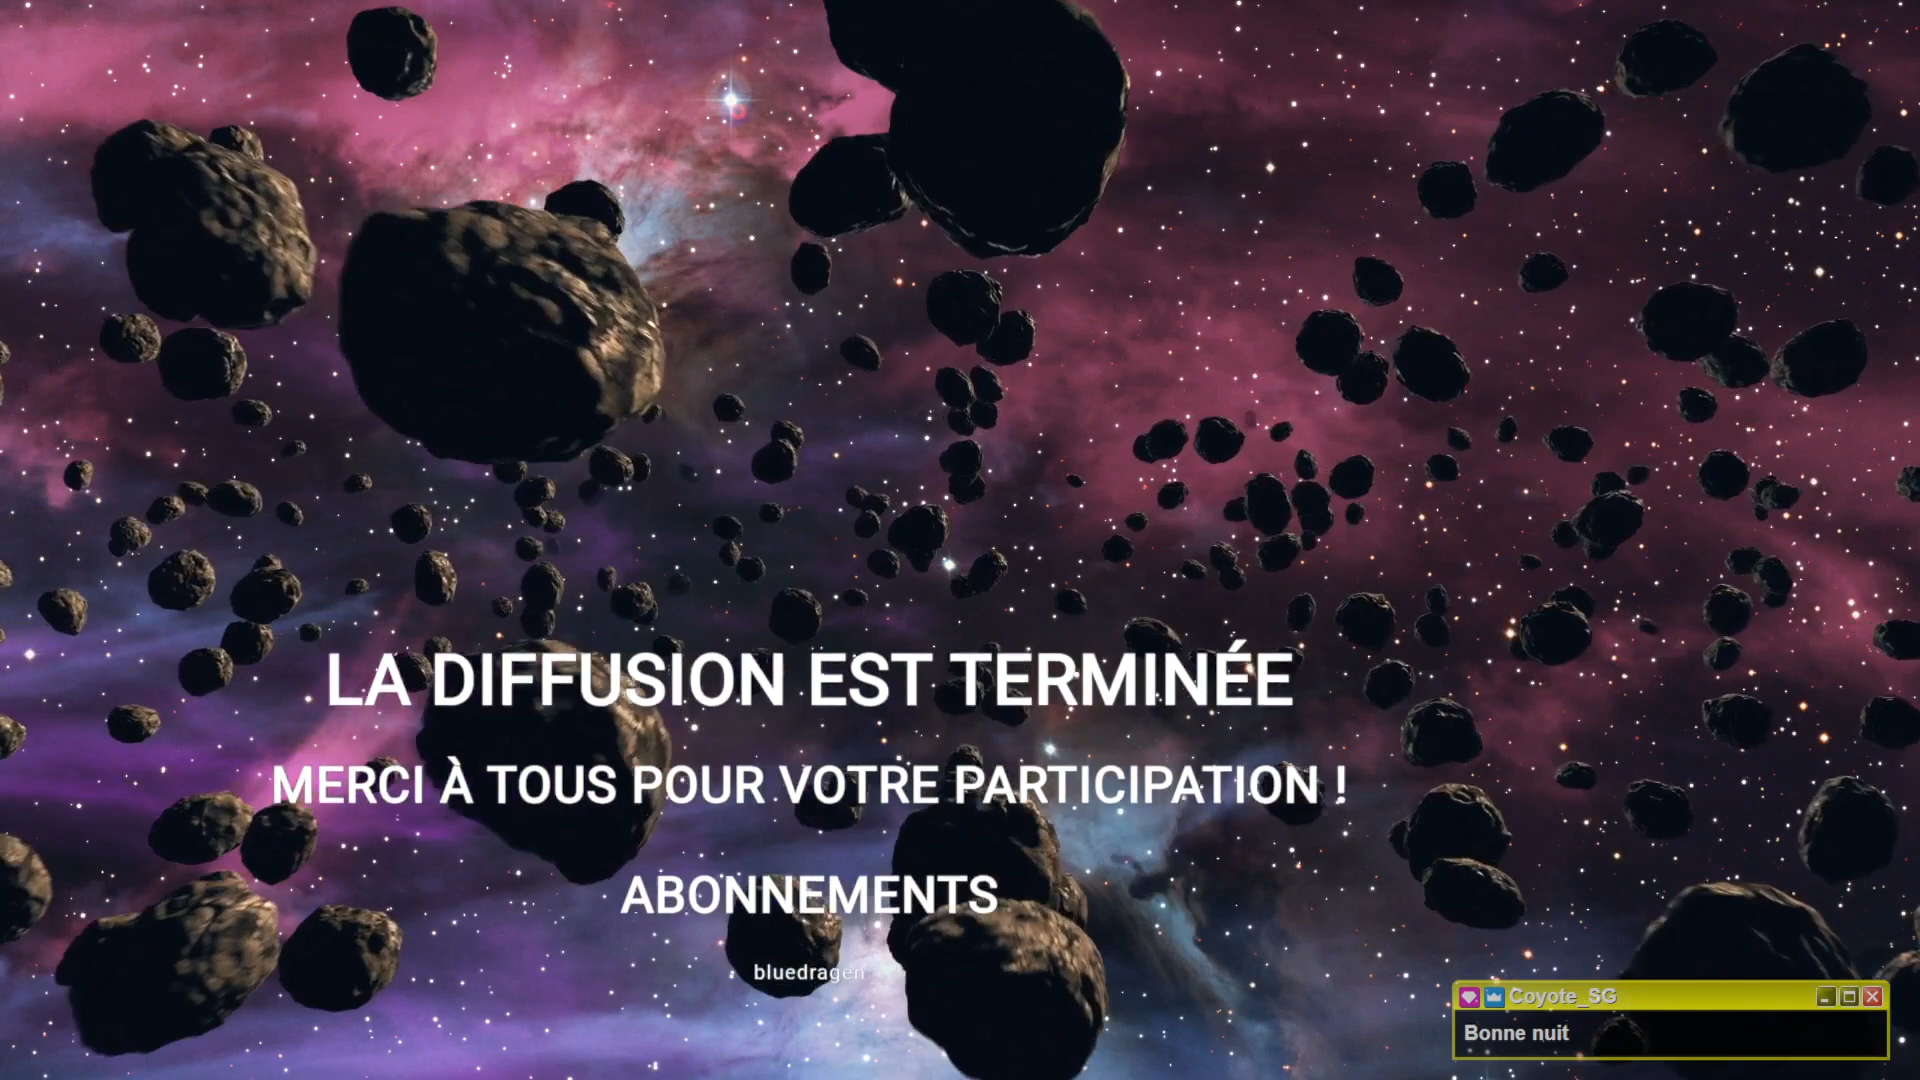 LA DIFFUSION EST TERMINÉE
MERCI À TOUS POUR VOTRE PARTICIPATION !
ABONNEMENTS
bluedragen
Coyote_SG
Bonne nuit